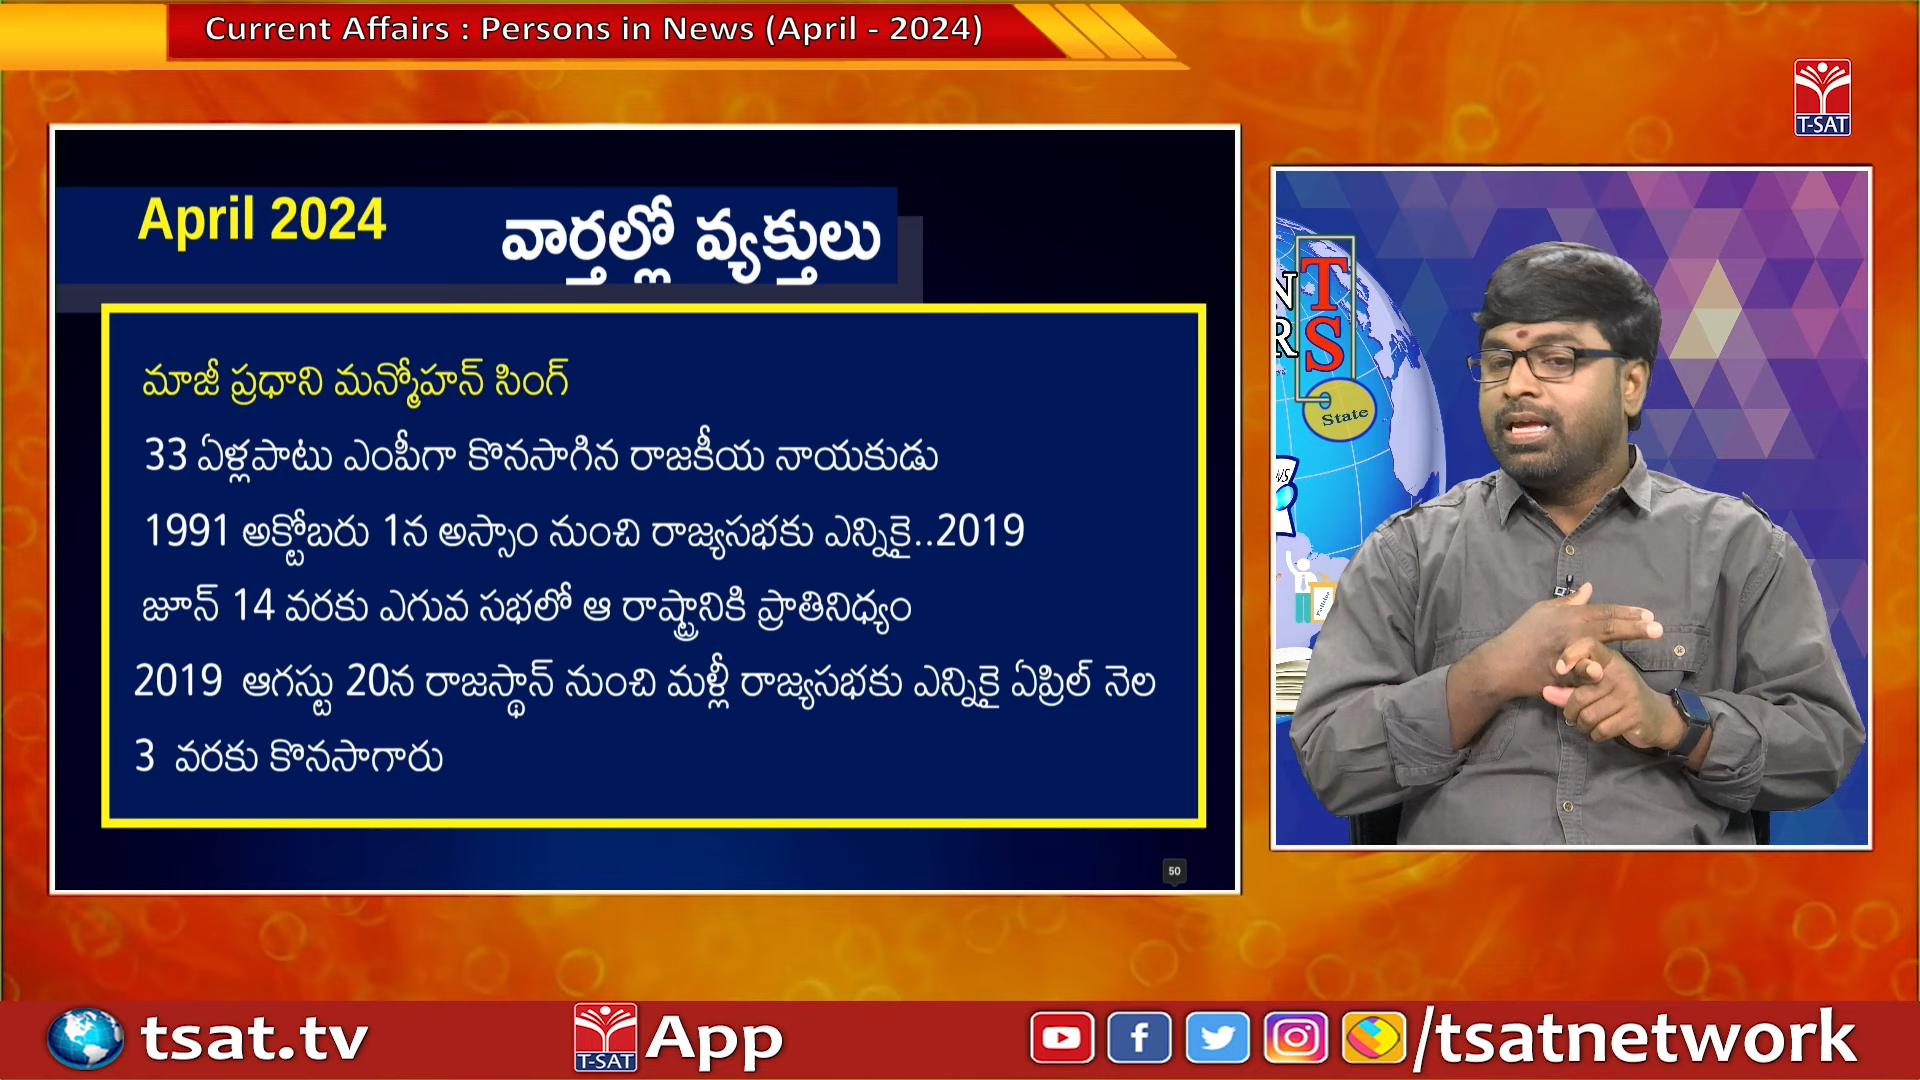 Current Affairs : Persons in News (April - 2024)
T-SAT
April 2024 వార్తల్లో వ్యక్తులు
మాజీ ప్రధాని మన్మోహన్ సింగ్
33 ఏళ్లపాటు ఎంపీగా కొనసాగిన రాజకీయ నాయకుడు
1991 అక్టోబరు 1న అస్సాం నుంచి రాజ్యసభకు ఎన్నికై..2019
జూన్ 14 వరకు ఎగువ సభలో ఆ రాష్ట్రానికి ప్రాతినిధ్యం
2019 ఆగస్టు 20న రాజస్థాన్ నుంచి మళ్లీ రాజ్యసభకు ఎన్నికై ఏప్రిల్ నెల
3 వరకు కొనసాగారు
50
TS
State
tsat.tv
T-SAT
App
/tsatnetwork